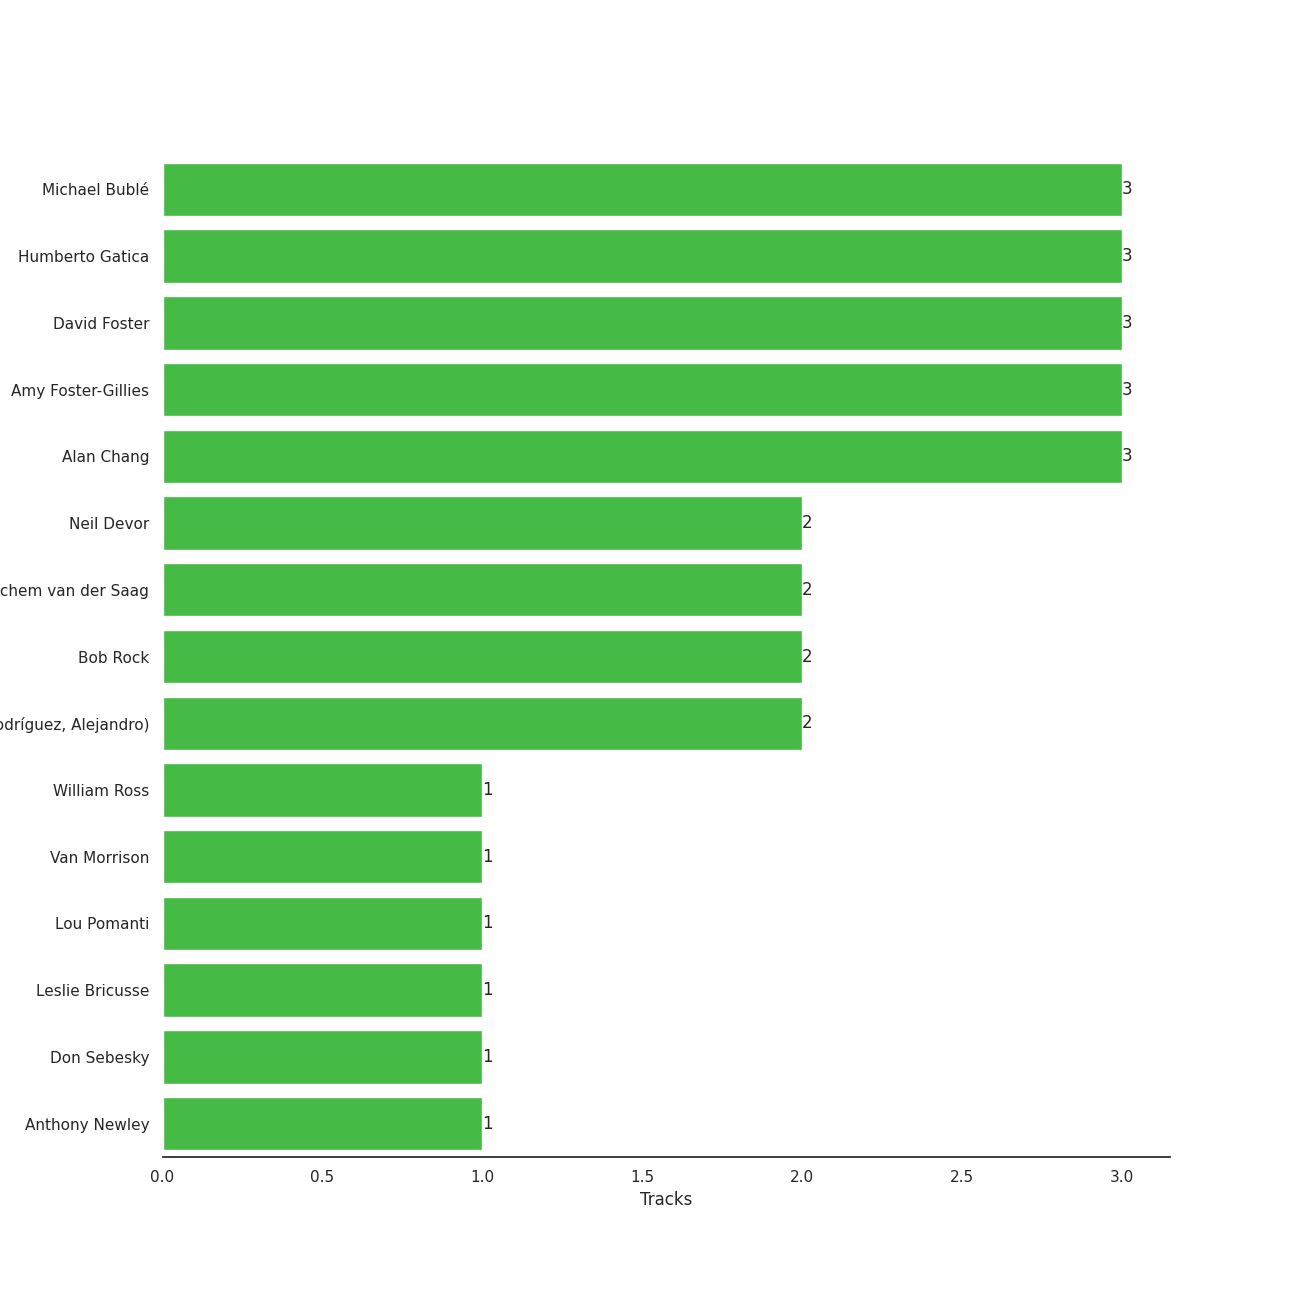 Michael Bublé 3
Humberto Gatica 3
David Foster 3
Amy Foster-Gillies 3
Alan Chang 3
Neil Devor 2
chem van der Saag 2
Bob Rock 2
odríguez, Alejandro) 2
William Ross 1
Van Morrison 1
Lou Pomanti 1
Leslie Bricusse 1
Don Sebesky 1
Anthony Newley 1
0.0 0.5 1.0 1.5 2.0 2.5 3.0
Tracks